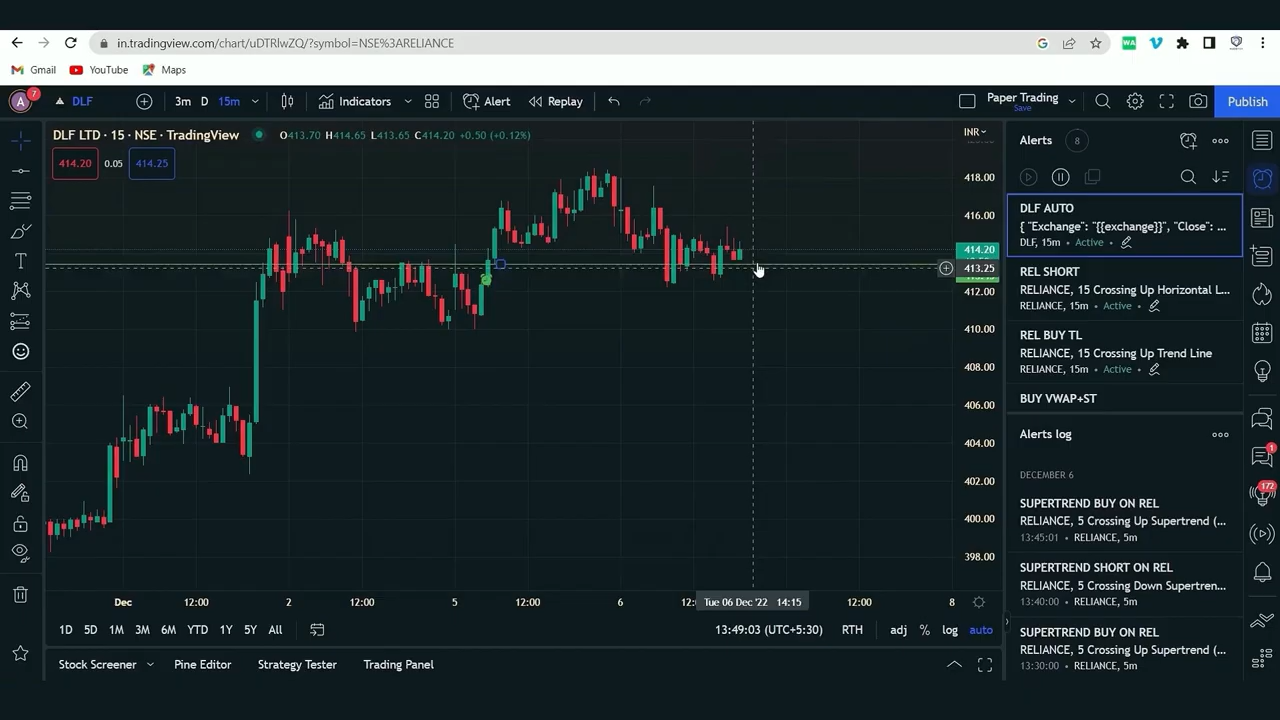 in.tradingview.com/chart/uDTRlwZQ/?symbol=NSE%3ARELIANCE
Gmail
YouTube
Maps
A
7
DLF
3m
D
15m
Indicators
Alert
Replay
Paper Trading
Save
Publish
DLF LTD · 15 · NSE · TradingView
O413.70 H414.65 L413.65 C414.20 +0.50 (+0.12%)
414.20
0.05
414.25
INR
418.00
416.00
414.20
413.25
412.00
410.00
408.00
406.00
404.00
402.00
400.00
398.00
Dec
12:00
2
12:00
5
12:00
6
Tue 06 Dec '22 14:15
12:00
8
1D
5D
1M
3M
6M
YTD
1Y
5Y
All
13:49:03 (UTC+5:30)
RTH
adj
%
log
auto
Stock Screener
Pine Editor
Strategy Tester
Trading Panel
Alerts
8
DLF AUTO
{ "Exchange": "{{exchange}}", "Close": ...
DLF, 15m • Active •
REL SHORT
RELIANCE, 15 Crossing Up Horizontal L...
RELIANCE, 15m • Active •
REL BUY TL
RELIANCE, 15 Crossing Up Trend Line
RELIANCE, 15m • Active •
BUY VWAP+ST
Alerts log
DECEMBER 6
SUPERTREND BUY ON REL
RELIANCE, 5 Crossing Up Supertrend (...
13:45:01 • RELIANCE, 5m
SUPERTREND SHORT ON REL
RELIANCE, 5 Crossing Down Supertren...
13:40:00 • RELIANCE, 5m
SUPERTREND BUY ON REL
RELIANCE, 5 Crossing Up Supertrend (...
13:30:00 • RELIANCE, 5m
1
172